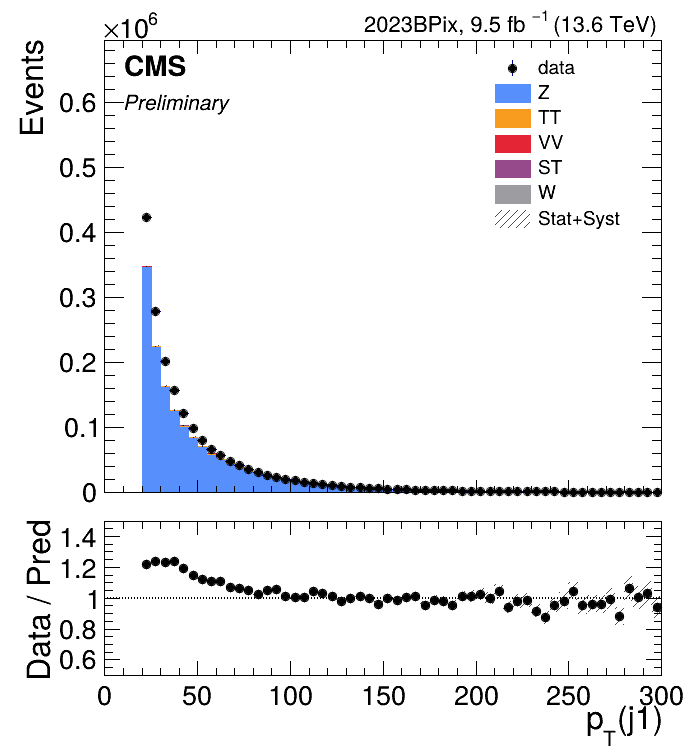 ×10⁶ 2023BPix, 9.5 fb ⁻¹ (13.6 TeV)
CMS
Preliminary
Events
data
Z
TT
VV
ST
W
Stat+Syst
0.6
0.5
0.4
0.3
0.2
0.1
0
Data / Pred
1.4
1.2
1
0.8
0.6
0 50 100 150 200 250 300
p_T(j1)